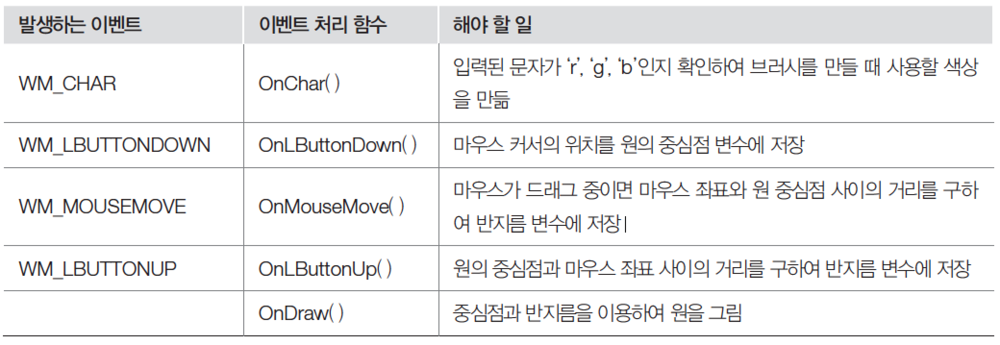 발생하는 이벤트 이벤트 처리 함수 해야 할 일
WM_CHAR OnChar( ) 입력된 문자가 ‘r’, ‘g’, ‘b’인지 확인하여 브러시를 만들 때 사용할 색상
을 만듦
WM_LBUTTONDOWN OnLButtonDown( ) 마우스 커서의 위치를 원의 중심점 변수에 저장
WM_MOUSEMOVE OnMouseMove( ) 마우스가 드래그 중이면 마우스 좌표와 원 중심점 사이의 거리를 구하
여 반지름 변수에 저장|
WM_LBUTTONUP OnLButtonUp( ) 원의 중심점과 마우스 좌표 사이의 거리를 구하여 반지름 변수에 저장
OnDraw( ) 중심점과 반지름을 이용하여 원을 그림